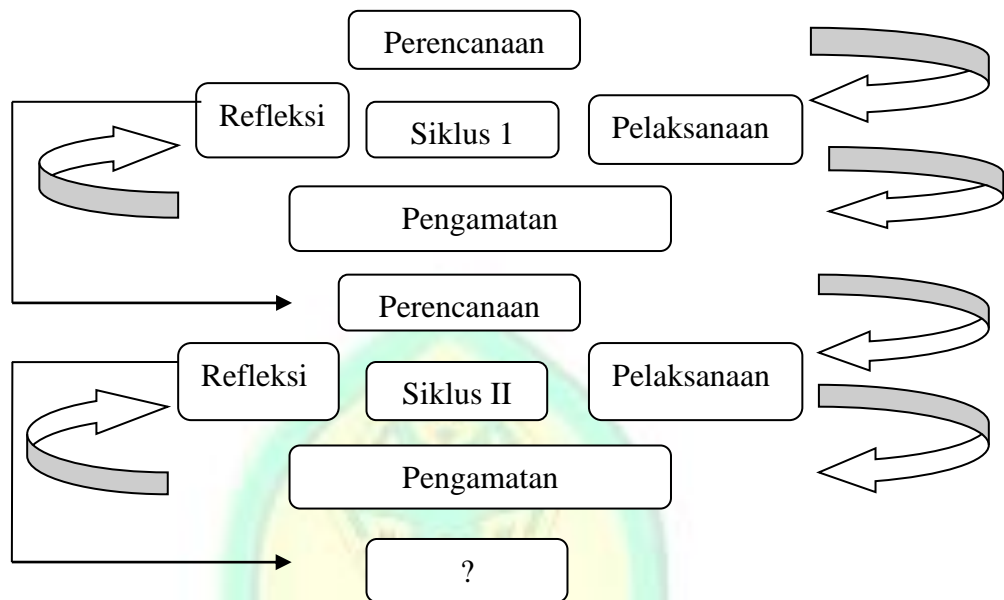 Perencanaan
Refleksi
Siklus 1
Pelaksanaan
Pengamatan
Perencanaan
Refleksi
Siklus II
Pelaksanaan
Pengamatan
?